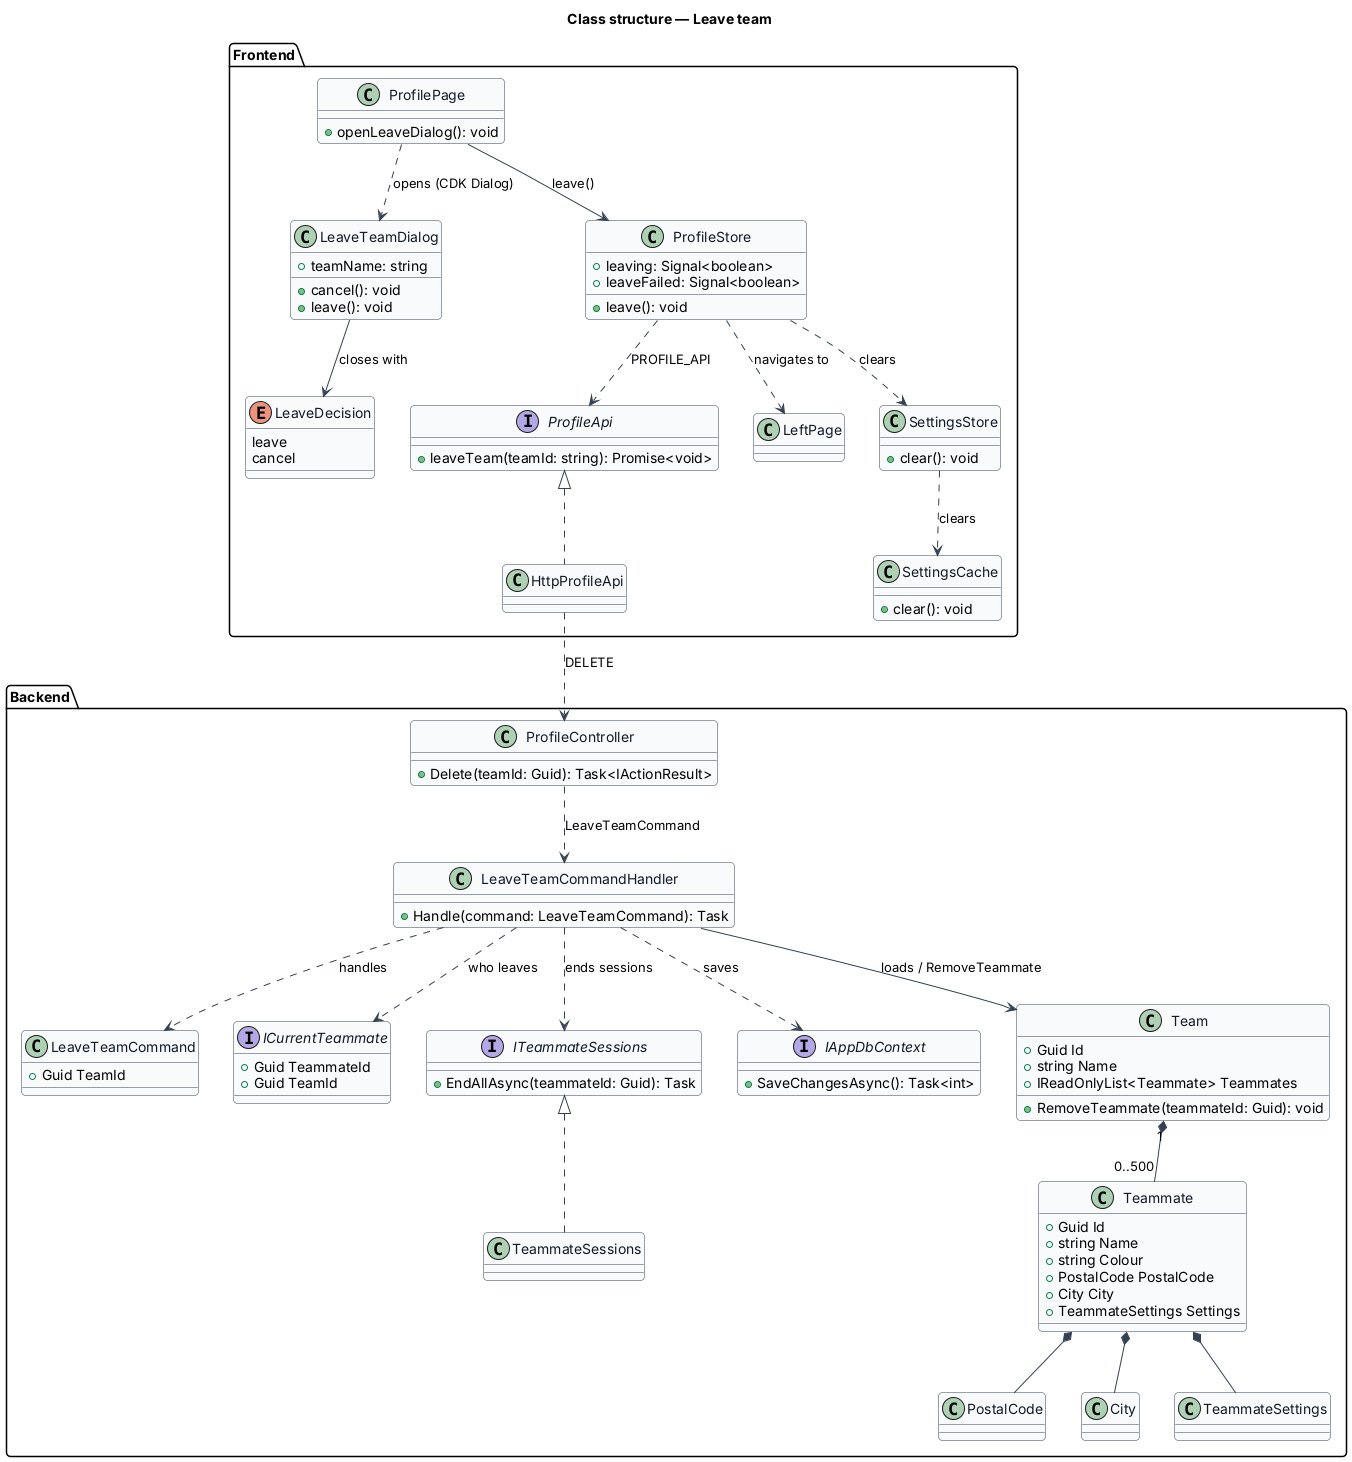 Class structure — Leave team
Frontend
C ProfilePage
openLeaveDialog(): void
opens (CDK Dialog)
leave()
C LeaveTeamDialog
teamName: string
cancel(): void
leave(): void
C ProfileStore
leaving: Signal<boolean>
leaveFailed: Signal<boolean>
leave(): void
closes with
PROFILE_API
navigates to
clears
E LeaveDecision
leave
cancel
I ProfileApi
leaveTeam(teamId: string): Promise<void>
C LeftPage
C SettingsStore
clear(): void
clears
C HttpProfileApi
C SettingsCache
clear(): void
DELETE
Backend
C ProfileController
Delete(teamId: Guid): Task<IActionResult>
LeaveTeamCommand
C LeaveTeamCommandHandler
Handle(command: LeaveTeamCommand): Task
handles
who leaves
ends sessions
saves
loads / RemoveTeammate
C LeaveTeamCommand
Guid TeamId
I ICurrentTeammate
Guid TeammateId
Guid TeamId
I ITeammateSessions
EndAllAsync(teammateId: Guid): Task
I IAppDbContext
SaveChangesAsync(): Task<int>
C Team
Guid Id
string Name
IReadOnlyList<Teammate> Teammates
RemoveTeammate(teammateId: Guid): void
1
0..500
C TeammateSessions
C Teammate
Guid Id
string Name
string Colour
PostalCode PostalCode
City City
TeammateSettings Settings
C PostalCode
C City
C TeammateSettings